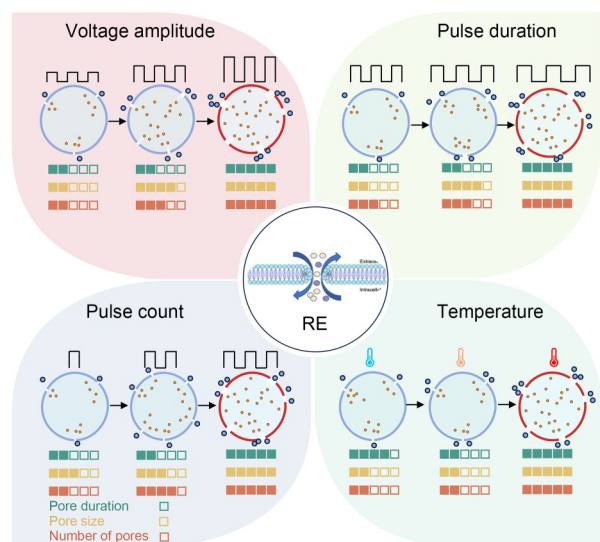 Voltage amplitude
Pulse duration
RE
Pulse count
Temperature
Pore duration
Pore size
Number of pores